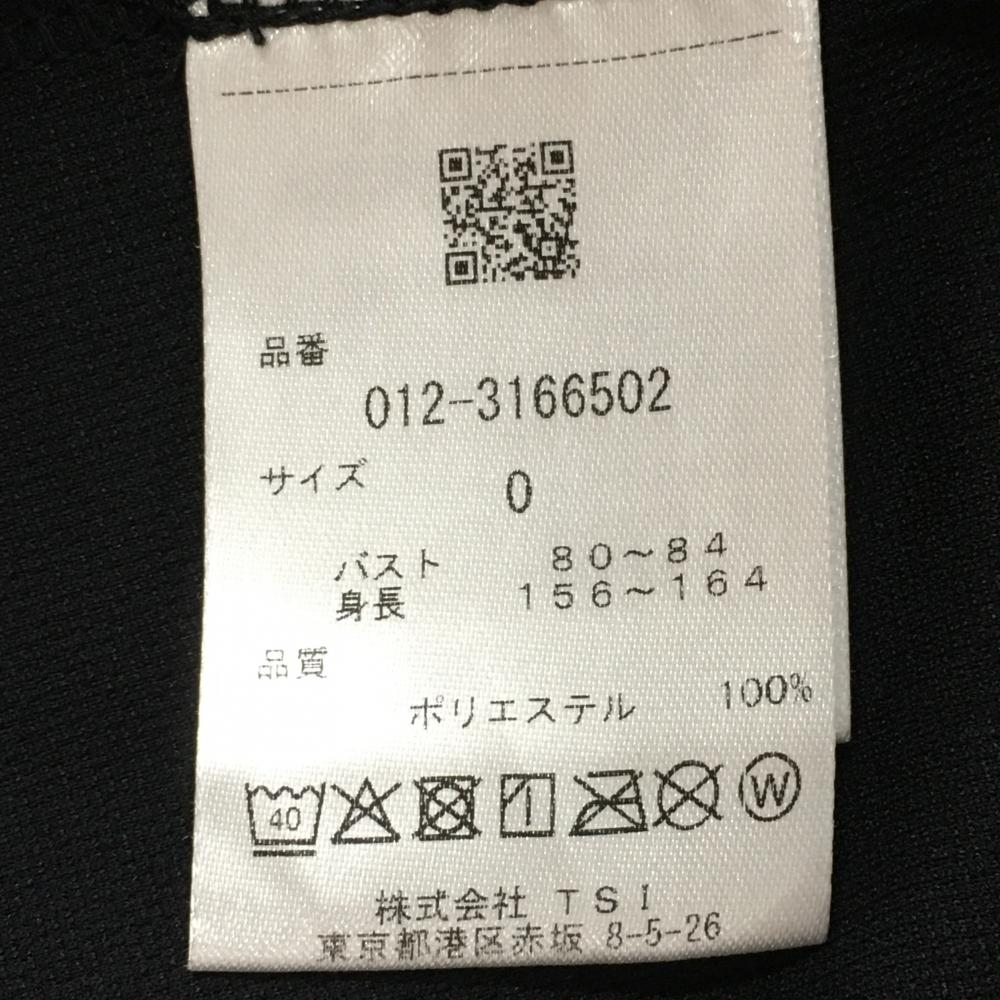 品番
012-3166502
サイズ 0
バスト 80～84
身長 156～164
品質
ポリエステル 100%
40 W
株式会社 TSI
東京都港区赤坂 8-5-26